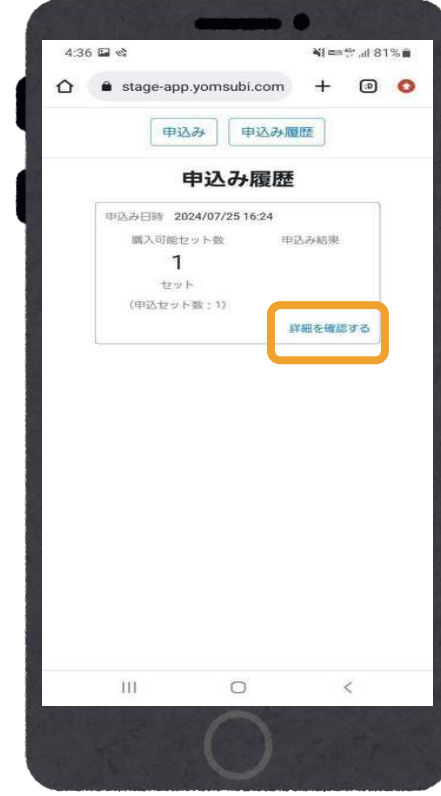 4:36 81%
stage-app.yomsubi.com :D
申込み 申込み履歴
申込み履歴
申込み日時 2024/07/25 16:24
購入可能セット数 申込み結果
1
セット
(申込セット数:1)
詳細を確認する